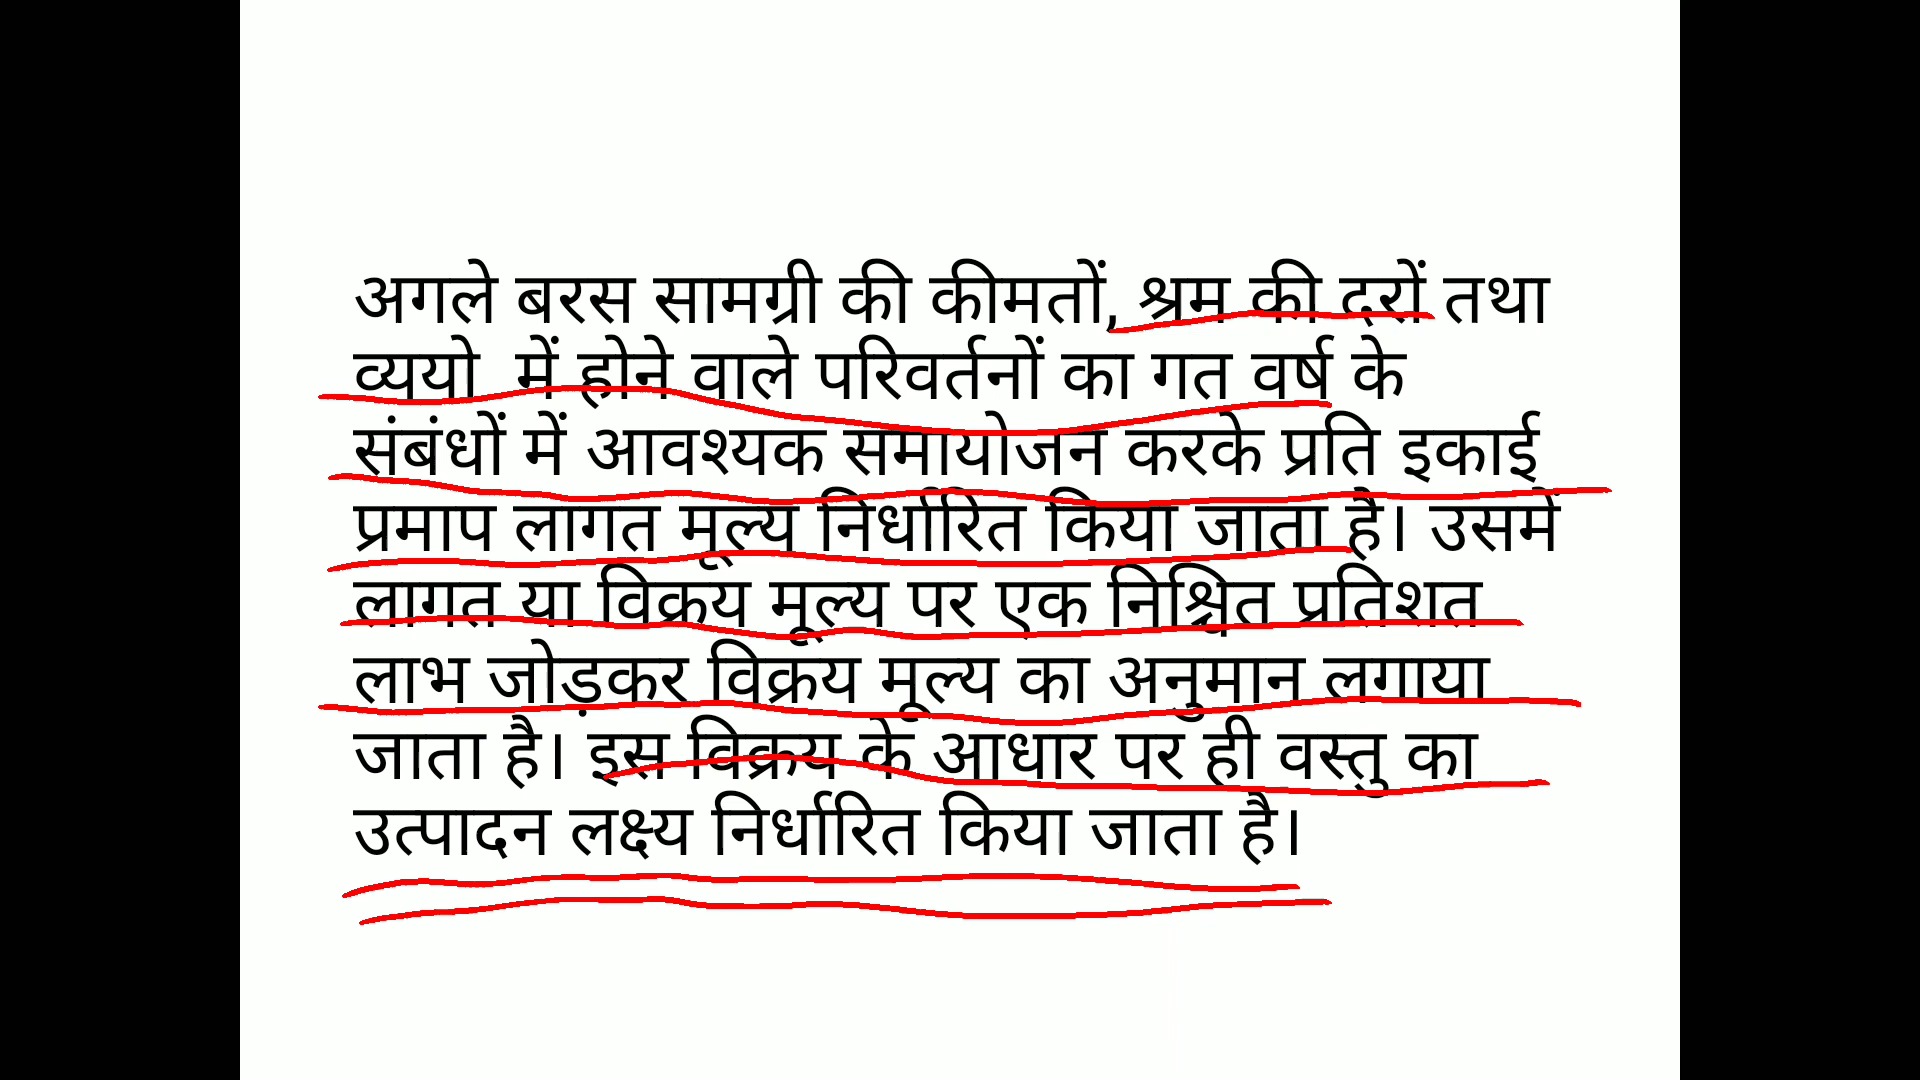 अगले बरस सामग्री की कीमतों, श्रम की दरों तथा
व्ययो में होने वाले परिवर्तनों का गत वर्ष के
संबंधों में आवश्यक समायोजन करके प्रति इकाई
प्रमाप लागत मूल्य निर्धारित किया जाता है। उसमें
लागत या विक्रय मूल्य पर एक निश्चित प्रतिशत
लाभ जोड़कर विक्रय मूल्य का अनुमान लगाया
जाता है। इस विक्रय के आधार पर ही वस्तु का
उत्पादन लक्ष्य निर्धारित किया जाता है।